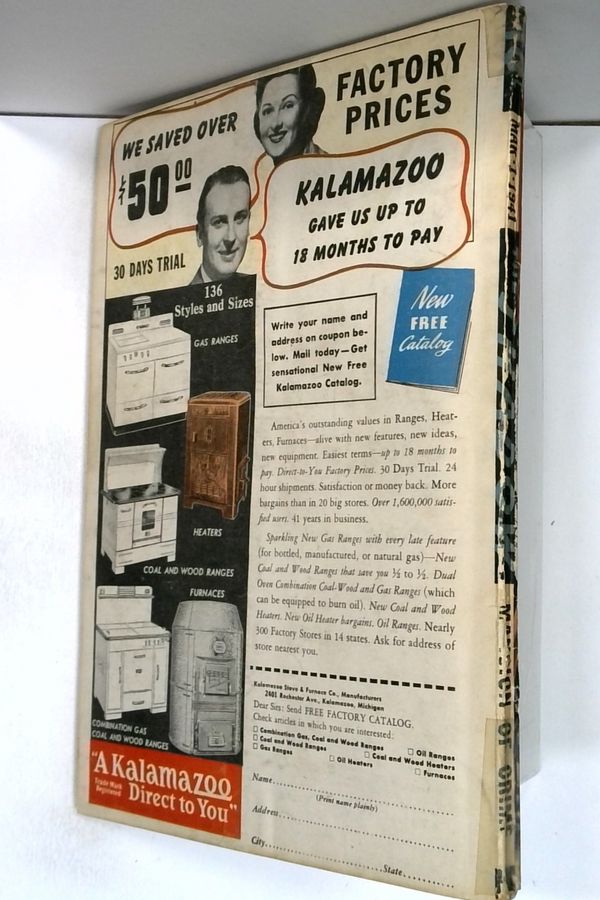 FACTORY
PRICES
WE SAVED OVER
$50 00
KALAMAZOO
GAVE US UP TO
18 MONTHS TO PAY
30 DAYS TRIAL
136
Styles and Sizes
GAS RANGES
HEATERS
COAL AND WOOD RANGES
FURNACES
COMBINATION GAS
COAL AND WOOD RANGES
"A Kalamazoo
Trade Mark
Registered
Direct to You"
Write your name and
address on coupon be-
low. Mail today—Get
sensational New Free
Kalamazoo Catalog.
New
FREE
Catalog
America's outstanding values in Ranges, Heat-
ers, Furnaces—alive with new features, new ideas,
new equipment. Easiest terms—up to 18 months to
pay. Direct-to-You Factory Prices. 30 Days Trial. 24
hour shipments. Satisfaction or money back. More
bargains than in 20 big stores. Over 1,600,000 satis-
fied users. 41 years in business.
Sparkling New Gas Ranges with every late feature
(for bottled, manufactured, or natural gas)—New
Coal and Wood Ranges that save you ⅓ to ½. Dual
Oven Combination Coal-Wood and Gas Ranges (which
can be equipped to burn oil). New Coal and Wood
Heaters. New Oil Heater bargains. Oil Ranges. Nearly
300 Factory Stores in 14 states. Ask for address of
store nearest you.
Kalamazoo Stove & Furnace Co., Manufacturers
2401 Rochester Ave., Kalamazoo, Michigan
Dear Sirs: Send FREE FACTORY CATALOG.
Check articles in which you are interested:
Combination Gas, Coal and Wood Ranges Oil Ranges
Coal and Wood Ranges Coal and Wood Heaters
Gas Ranges Oil Heaters Furnaces
Name
(Print name plainly)
Address
City State